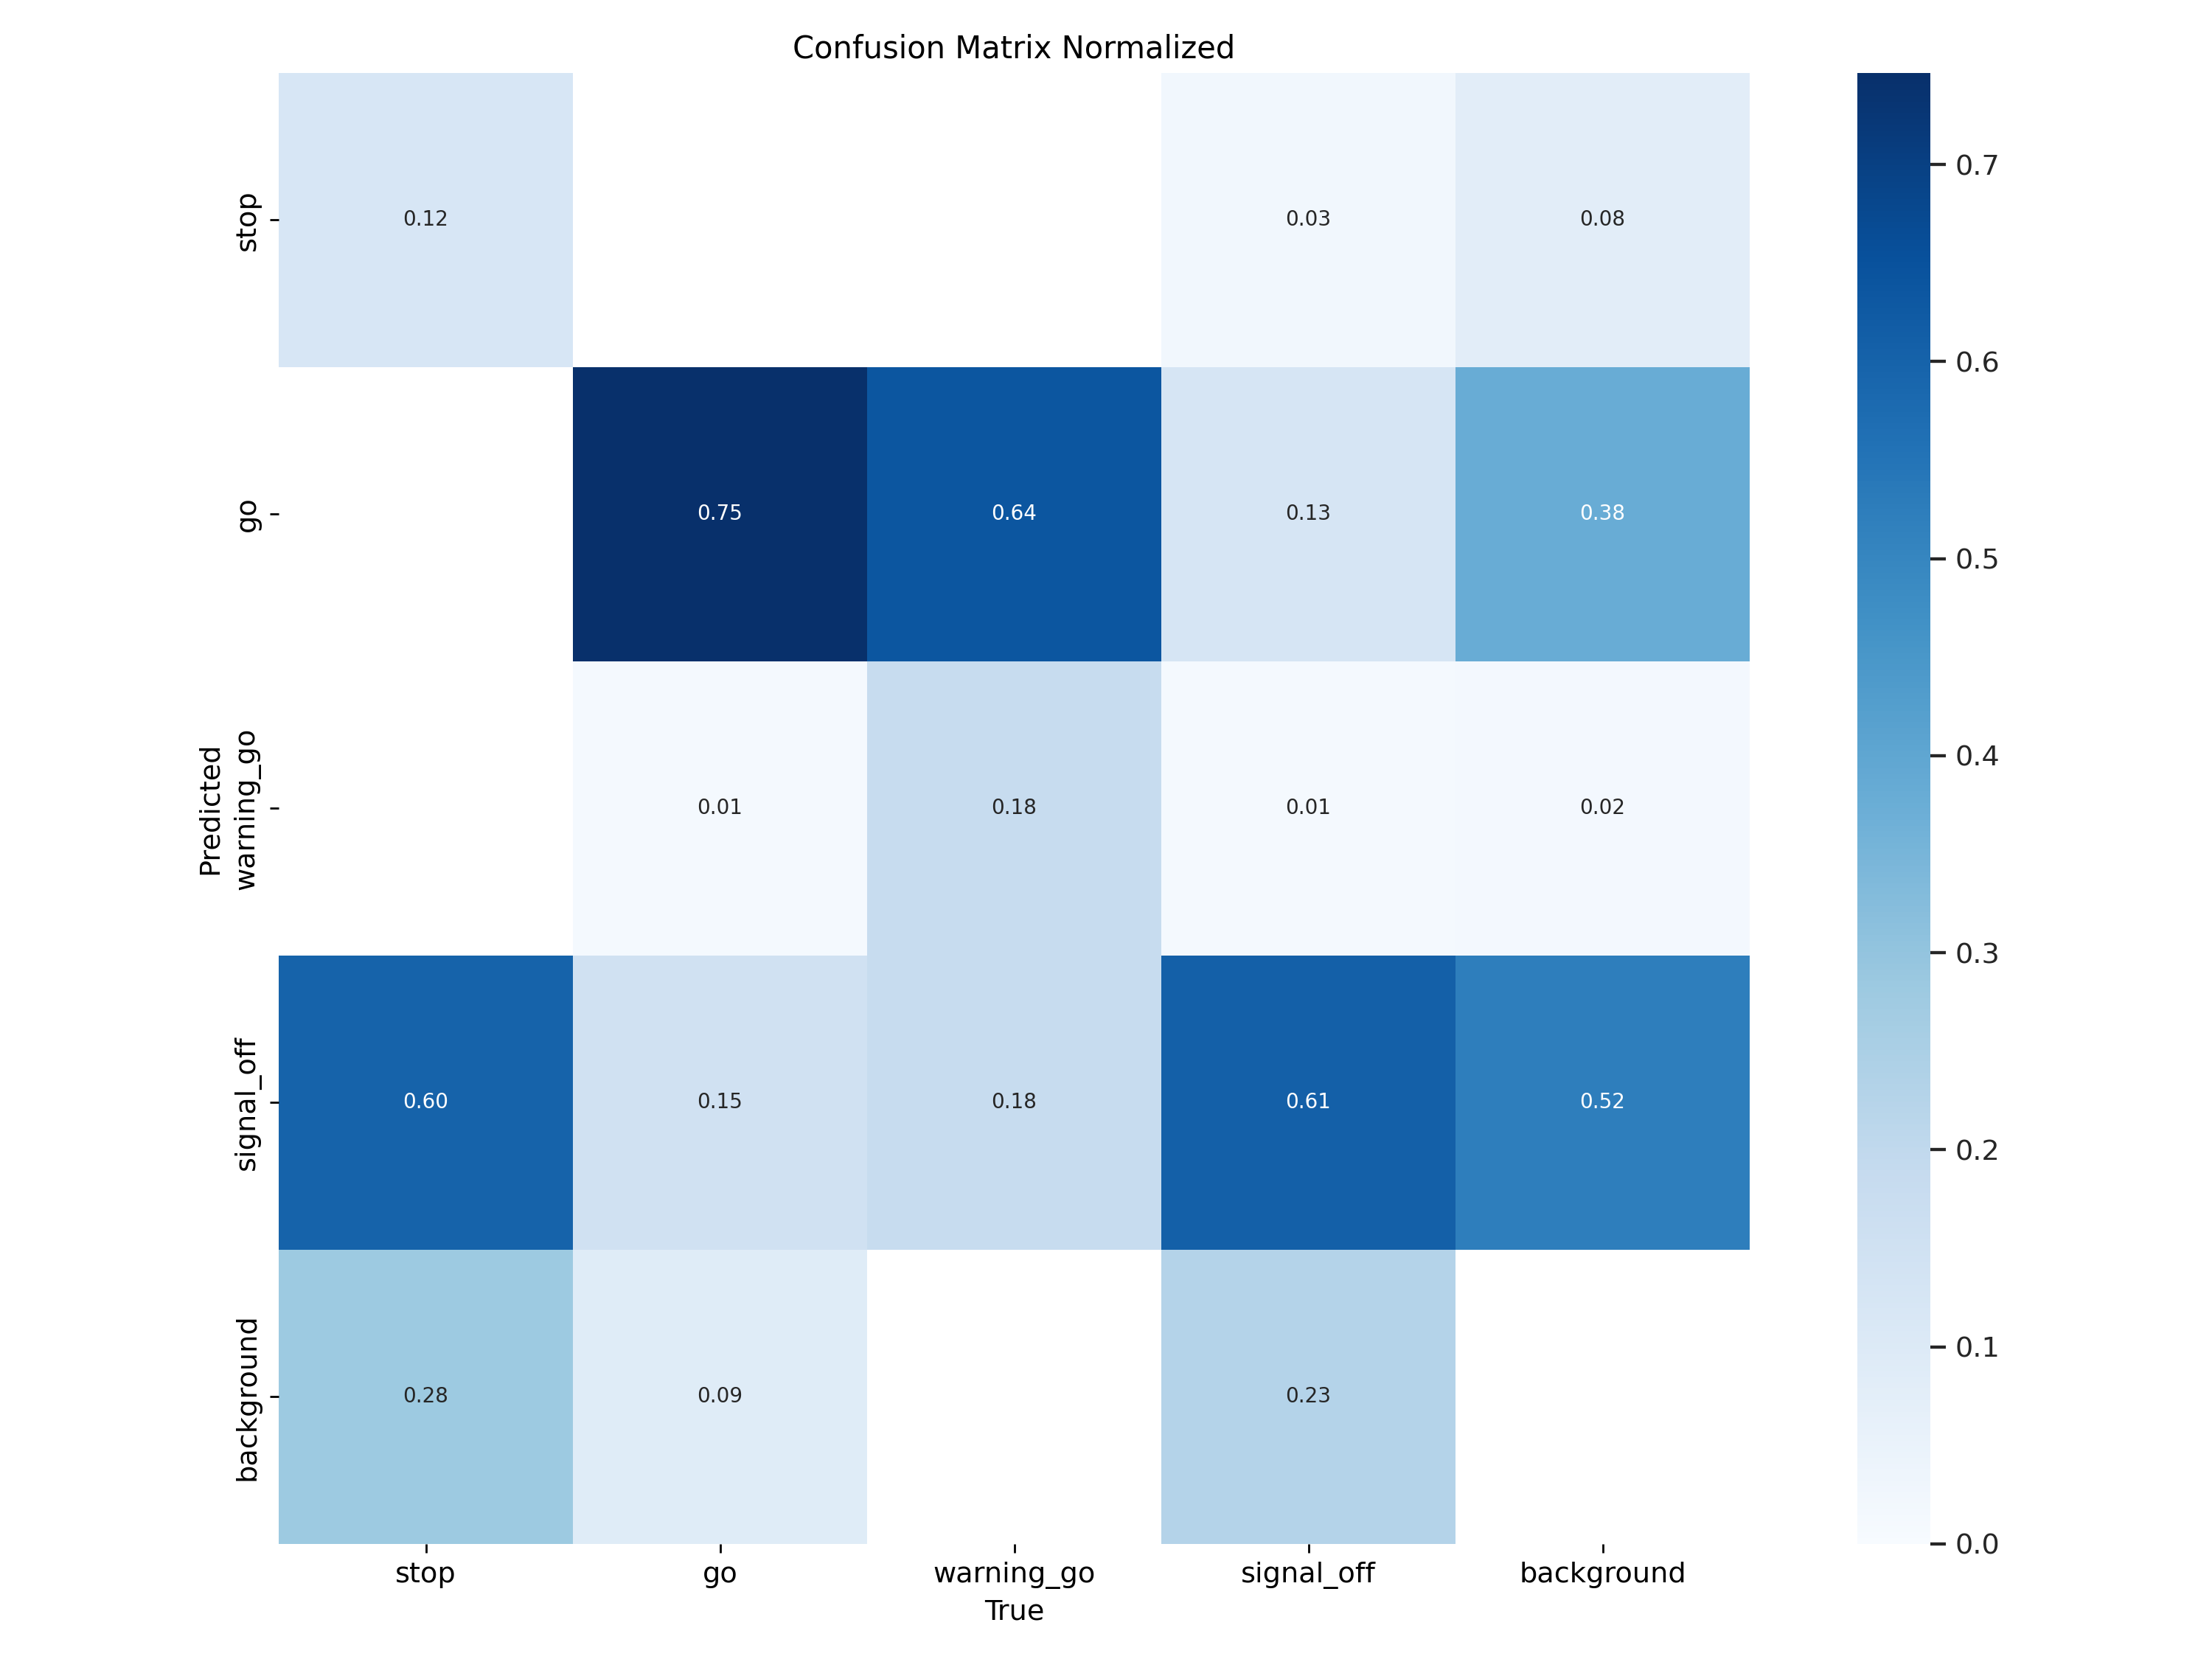 Confusion Matrix Normalized
stop
0.12
0.03
0.08
go
0.75
0.64
0.13
0.38
Predicted
warning_go
0.01
0.18
0.01
0.02
signal_off
0.60
0.15
0.18
0.61
0.52
background
0.28
0.09
0.23
stop
go
warning_go
signal_off
background
True
0.7
0.6
0.5
0.4
0.3
0.2
0.1
0.0